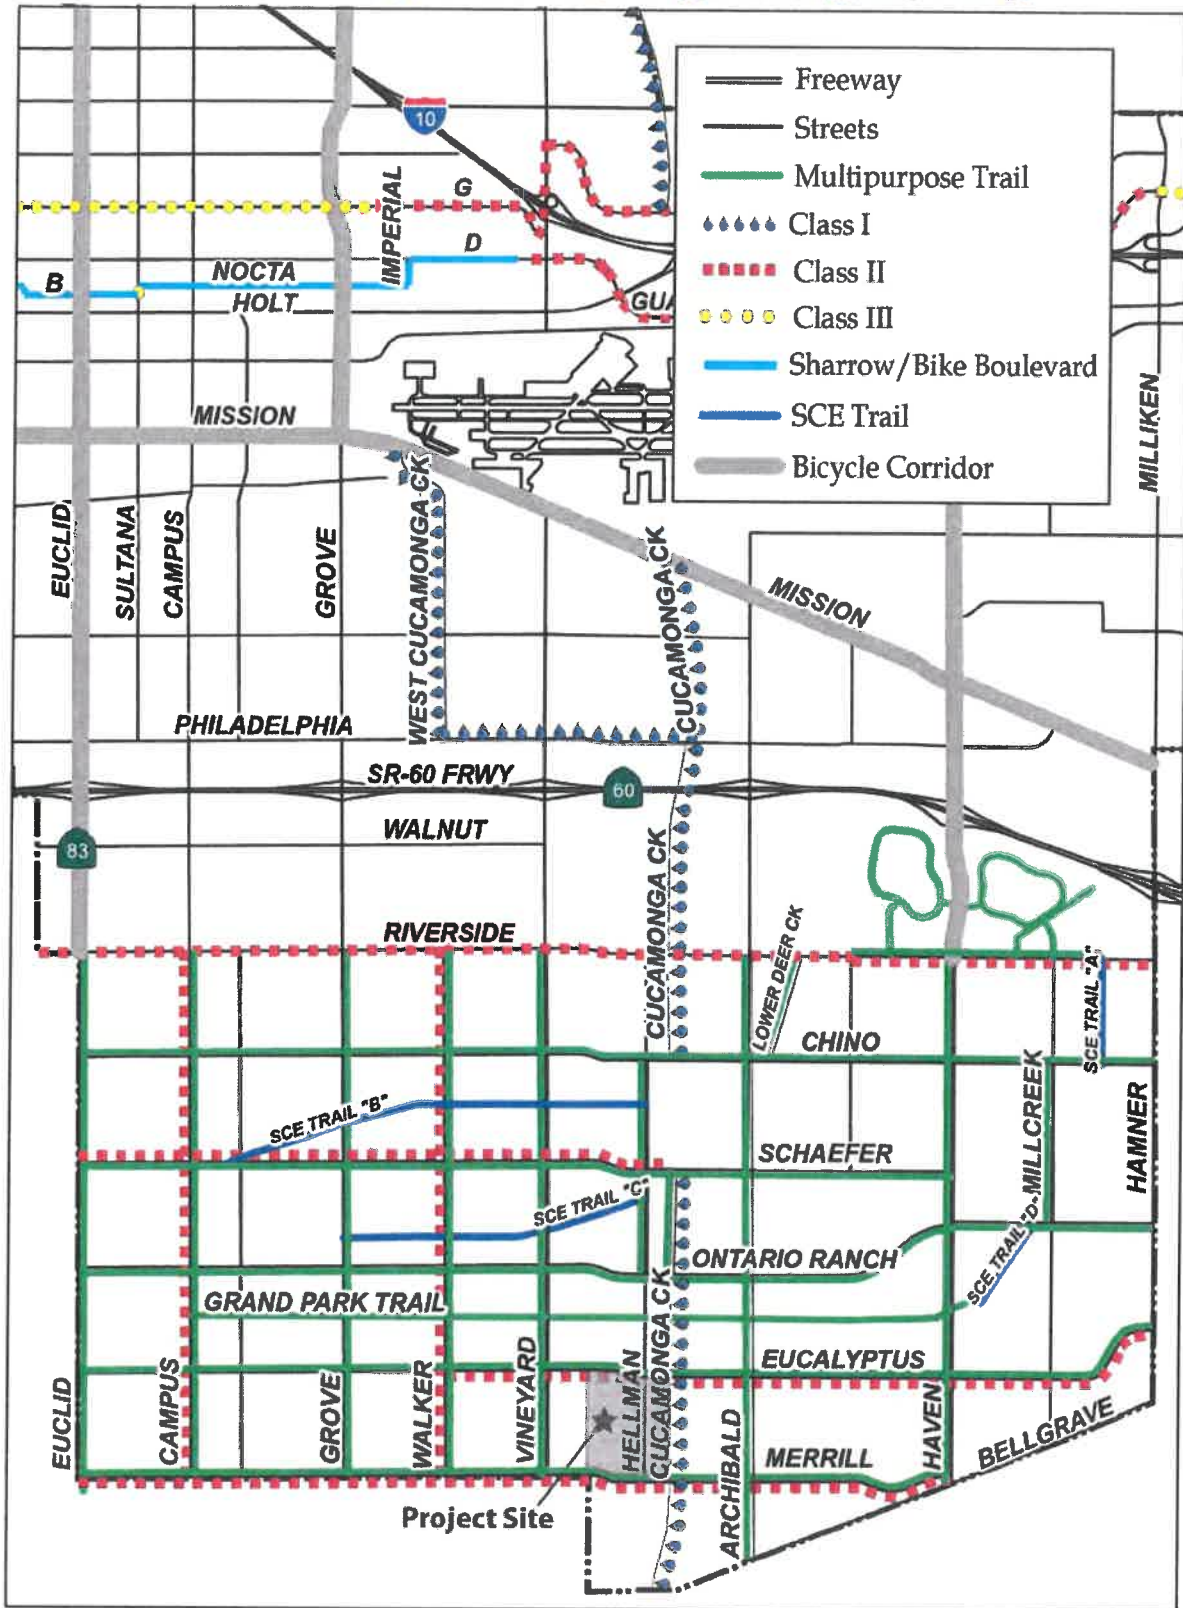 Freeway
Streets
Multipurpose Trail
Class I
Class II
Class III
Sharrow/Bike Boulevard
SCE Trail
Bicycle Corridor
10
IMPERIAL
G
D
B
NOCTA
HOLT
GUA
MILLIKEN
MISSION
EUCLID
SULTANA
CAMPUS
GROVE
WEST CUCAMONGA CK
CUCAMONGA CK
MISSION
PHILADELPHIA
SR-60 FRWY
60
WALNUT
83
CUCAMONGA CK
RIVERSIDE
LOWER DEER CK
SCE TRAIL "A"
CHINO
SCE TRAIL "B"
MILLCREEK
HAMNER
SCHAEFER
SCE TRAIL "C"
SCE TRAIL "D"
ONTARIO RANCH
GRAND PARK TRAIL
CUCAMONGA CK
EUCALYPTUS
EUCLID
CAMPUS
GROVE
WALKER
VINEYARD
HELLMAN
ARCHIBALD
HAVEN
MERRILL
BELLGRAVE
Project Site